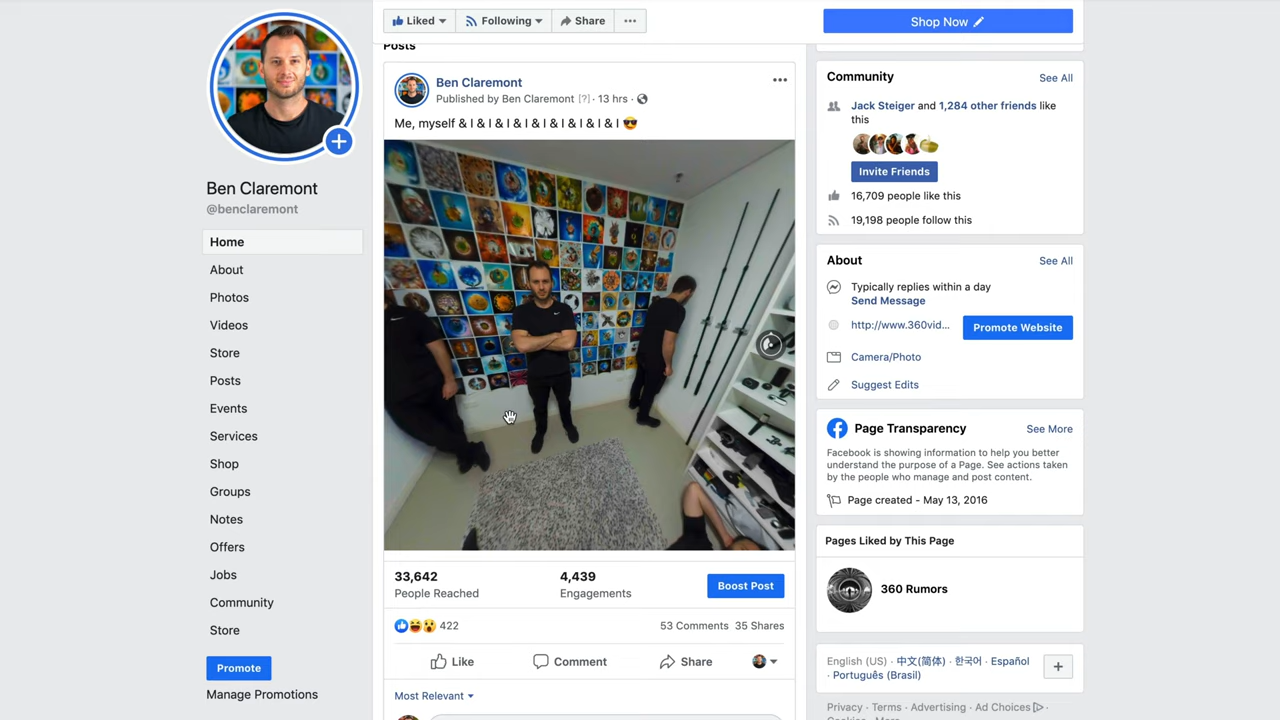 Liked
Following
Share
Shop Now
Posts
Ben Claremont
@benclaremont
Home
About
Photos
Videos
Store
Posts
Events
Services
Shop
Groups
Notes
Offers
Jobs
Community
Store
Promote
Manage Promotions
Ben Claremont
Published by Ben Claremont [?] · 13 hrs ·
Me, myself & I & I & I & I & I & I & I & I & I 😎
33,642
People Reached
4,439
Engagements
Boost Post
422
53 Comments 35 Shares
Like
Comment
Share
Most Relevant
Community
See All
Jack Steiger and 1,284 other friends like
this
Invite Friends
16,709 people like this
19,198 people follow this
About
See All
Typically replies within a day
Send Message
http://www.360vid...
Promote Website
Camera/Photo
Suggest Edits
Page Transparency
See More
Facebook is showing information to help you better
understand the purpose of a Page. See actions taken
by the people who manage and post content.
Page created - May 13, 2016
Pages Liked by This Page
360 Rumors
English (US) · 中文(简体) · 한국어 · Español
· Português (Brasil)
Privacy · Terms · Advertising · Ad Choices ·